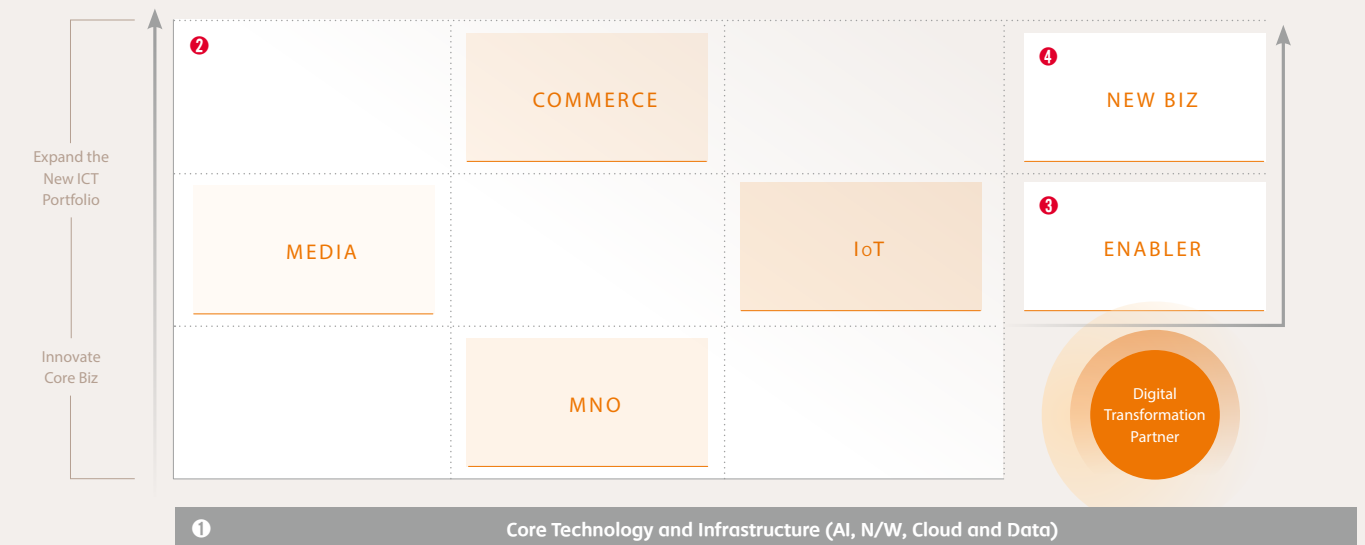 ❷
COMMERCE
❹
NEW BIZ
Expand the
New ICT
Portfolio
MEDIA
IoT
❸
ENABLER
Innovate
Core Biz
MNO
Digital
Transformation
Partner
❶ Core Technology and Infrastructure (AI, N/W, Cloud and Data)